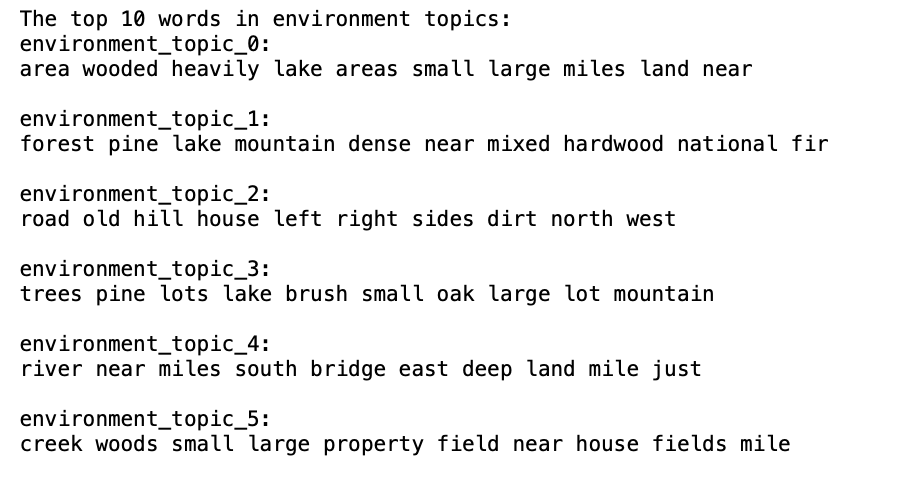 The top 10 words in environment topics:
environment_topic_0:
area wooded heavily lake areas small large miles land near
environment_topic_1:
forest pine lake mountain dense near mixed hardwood national fir
environment_topic_2:
road old hill house left right sides dirt north west
environment_topic_3:
trees pine lots lake brush small oak large lot mountain
environment_topic_4:
river near miles south bridge east deep land mile just
environment_topic_5:
creek woods small large property field near house fields mile